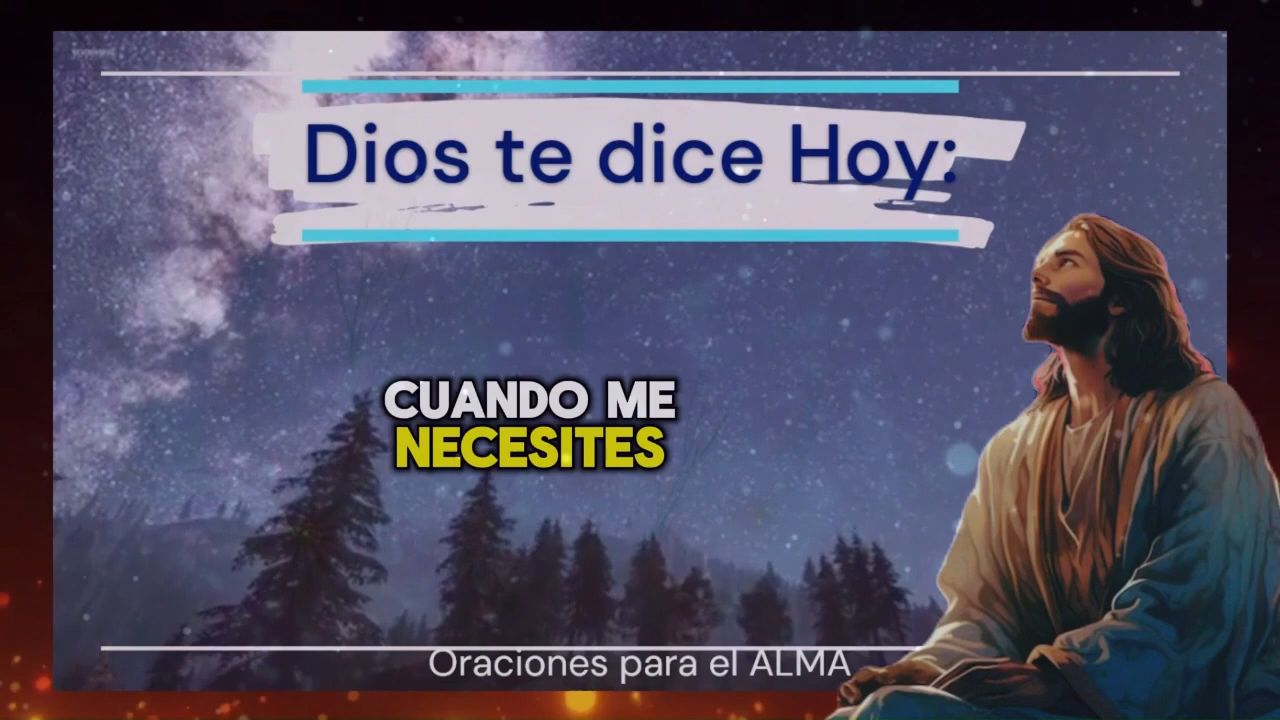 Dios te dice Hoy:
CUANDO ME
NECESITES
Oraciones para el ALMA